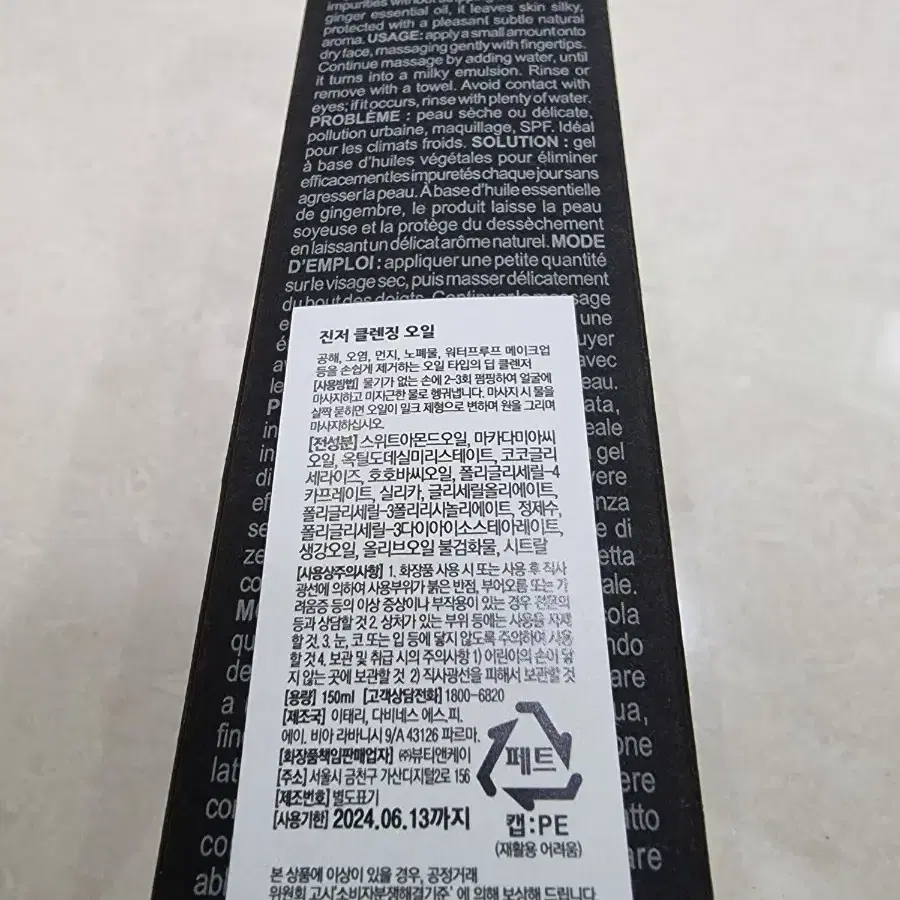 ginger essential oil, it leaves skin silky,
protected with a pleasant subtle natural
aroma. USAGE: apply a small amount onto
dry face, massaging gently with fingertips.
Continue massage by adding water, until
it turns into a milky emulsion. Rinse or
remove with a towel. Avoid contact with
eyes; if it occurs, rinse with plenty of water.
PROBLÈME : peau sèche ou délicate,
pollution urbaine, maquillage, SPF. Idéal
pour les climats froids. SOLUTION : gel
à base d'huiles végétales pour éliminer
efficacement les impuretés chaque jour sans
agresser la peau. À base d'huile essentielle
de gingembre, le produit laisse la peau
soyeuse et la protège du dessèchement
en laissant un délicat arôme naturel. MODE
D'EMPLOI : appliquer une petite quantité
sur le visage sec, puis masser délicatement
du bout des doigts.
진저 클렌징 오일
공해, 오염, 먼지, 노폐물, 워터프루프 메이크업
등을 손쉽게 제거하는 오일 타입의 딥 클렌저
[사용방법] 물기가 없는 손에 2~3회 펌핑하여 얼굴에
마사지하고 미지근한 물로 헹궈냅니다. 마사지 시 물을
살짝 묻히면 오일이 밀크 제형으로 변하며 원을 그리며
마사지하십시오.
[전성분] 스위트아몬드오일, 마카다미아씨
오일, 옥틸도데실미리스테이트, 코코글리
세라이즈, 호호바씨오일, 폴리글리세릴-4
카프레이트, 실리카, 글리세릴올리에이트,
폴리글리세릴-3폴리리시놀리에이트, 정제수,
폴리글리세릴-3다이아이소스테아레이트,
생강오일, 올리브오일 불검화물, 시트랄
[사용상주의사항] 1. 화장품 사용 시 또는 사용 후 직사
광선에 의하여 사용부위가 붉은 반점, 부어오름 또는 가
려움증 등의 이상 증상이나 부작용이 있는 경우 전문의
등과 상담할 것 2. 상처가 있는 부위 등에는 사용을 자제
할 것. 3. 눈, 코 또는 입 등에 닿지 않도록 주의하여 사용
할 것 4. 보관 및 취급 시의 주의사항 1) 어린이의 손이 닿
지 않는 곳에 보관할 것 2) 직사광선을 피해서 보관할 것
[용량] 150ml [고객상담전화] 1800-6820
[제조국] 이태리, 다비네스 에스.피.
에이. 비아 라바니시 9/A 43126 파르마.
[화장품책임판매업자] ㈜뷰티앤케이
[주소] 서울시 금천구 가산디지털2로 156
[제조번호] 별도표기
[사용기한] 2024.06.13까지
페트
캡:PE
(재활용 어려움)
본 상품에 이상이 있을 경우, 공정거래
위원회 고시'소비자분쟁해결기준' 에 의해 보상해 드립니다